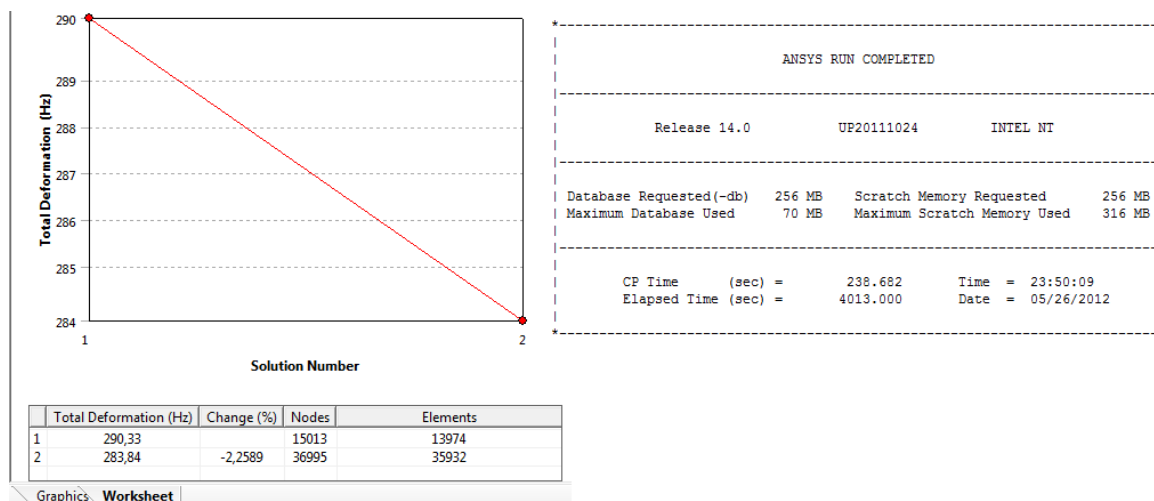 290
289
288
287
286
285
284
Total Deformation (Hz)
1 2
Solution Number
Total Deformation (Hz) Change (%) Nodes Elements
1 290,33 15013 13974
2 283,84 -2,2589 36995 35932
Graphics Worksheet
*------------------------------------------------------------
ANSYS RUN COMPLETED
Release 14.0 UP20111024 INTEL NT
Database Requested(-db) 256 MB Scratch Memory Requested 256 MB
Maximum Database Used 70 MB Maximum Scratch Memory Used 316 MB
CP Time (sec) = 238.682 Time = 23:50:09
Elapsed Time (sec) = 4013.000 Date = 05/26/2012
*------------------------------------------------------------